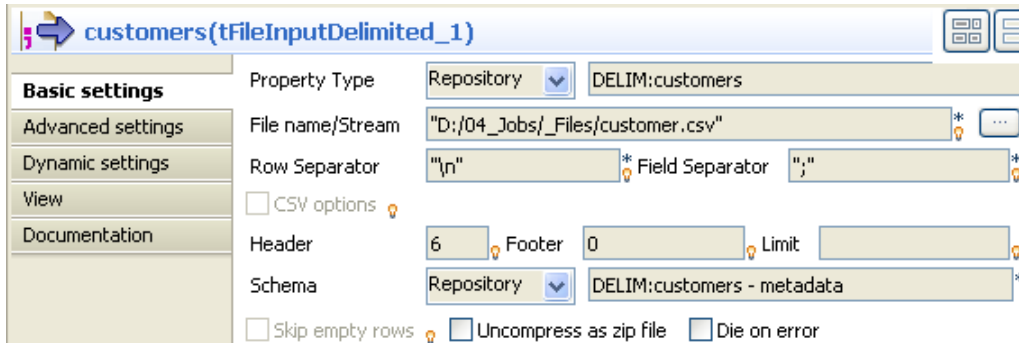 customers(tFileInputDelimited_1)
Basic settings
Advanced settings
Dynamic settings
View
Documentation
Property Type Repository DELIM:customers
File name/Stream "D:/04_Jobs/_Files/customer.csv" * ...
Row Separator "\n" * Field Separator ";" *
CSV options
Header 6 Footer 0 Limit
Schema Repository DELIM:customers - metadata *
Skip empty rows Uncompress as zip file Die on error